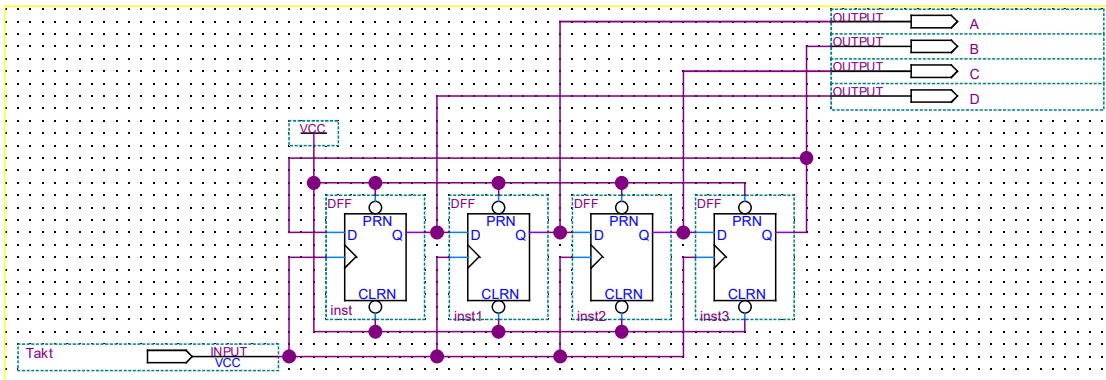 OUTPUT A
OUTPUT B
OUTPUT C
OUTPUT D
VCC
DFF DFF DFF DFF
PRN PRN PRN PRN
D Q D Q D Q D Q
CLRN CLRN CLRN CLRN
inst inst1 inst2 inst3
Takt INPUT
VCC